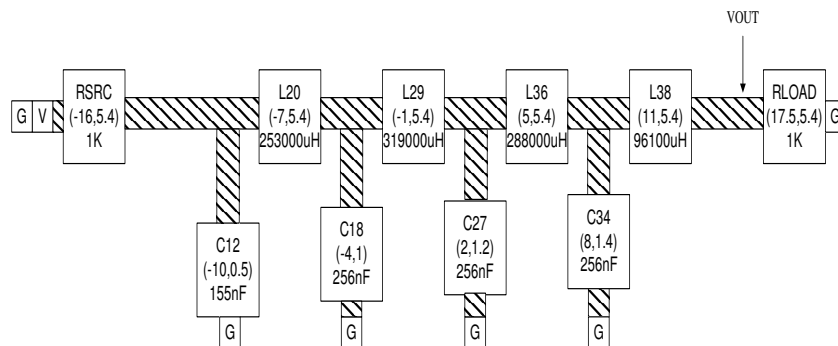 VOUT
RSRC
(-16,5.4)
1K
L20
(-7,5.4)
253000uH
L29
(-1,5.4)
319000uH
L36
(5,5.4)
288000uH
L38
(11,5.4)
96100uH
RLOAD
(17.5,5.4)
1K
G V
G
C12
(-10,0.5)
155nF
G
C18
(-4,1)
256nF
G
C27
(2,1.2)
256nF
G
C34
(8,1.4)
256nF
G